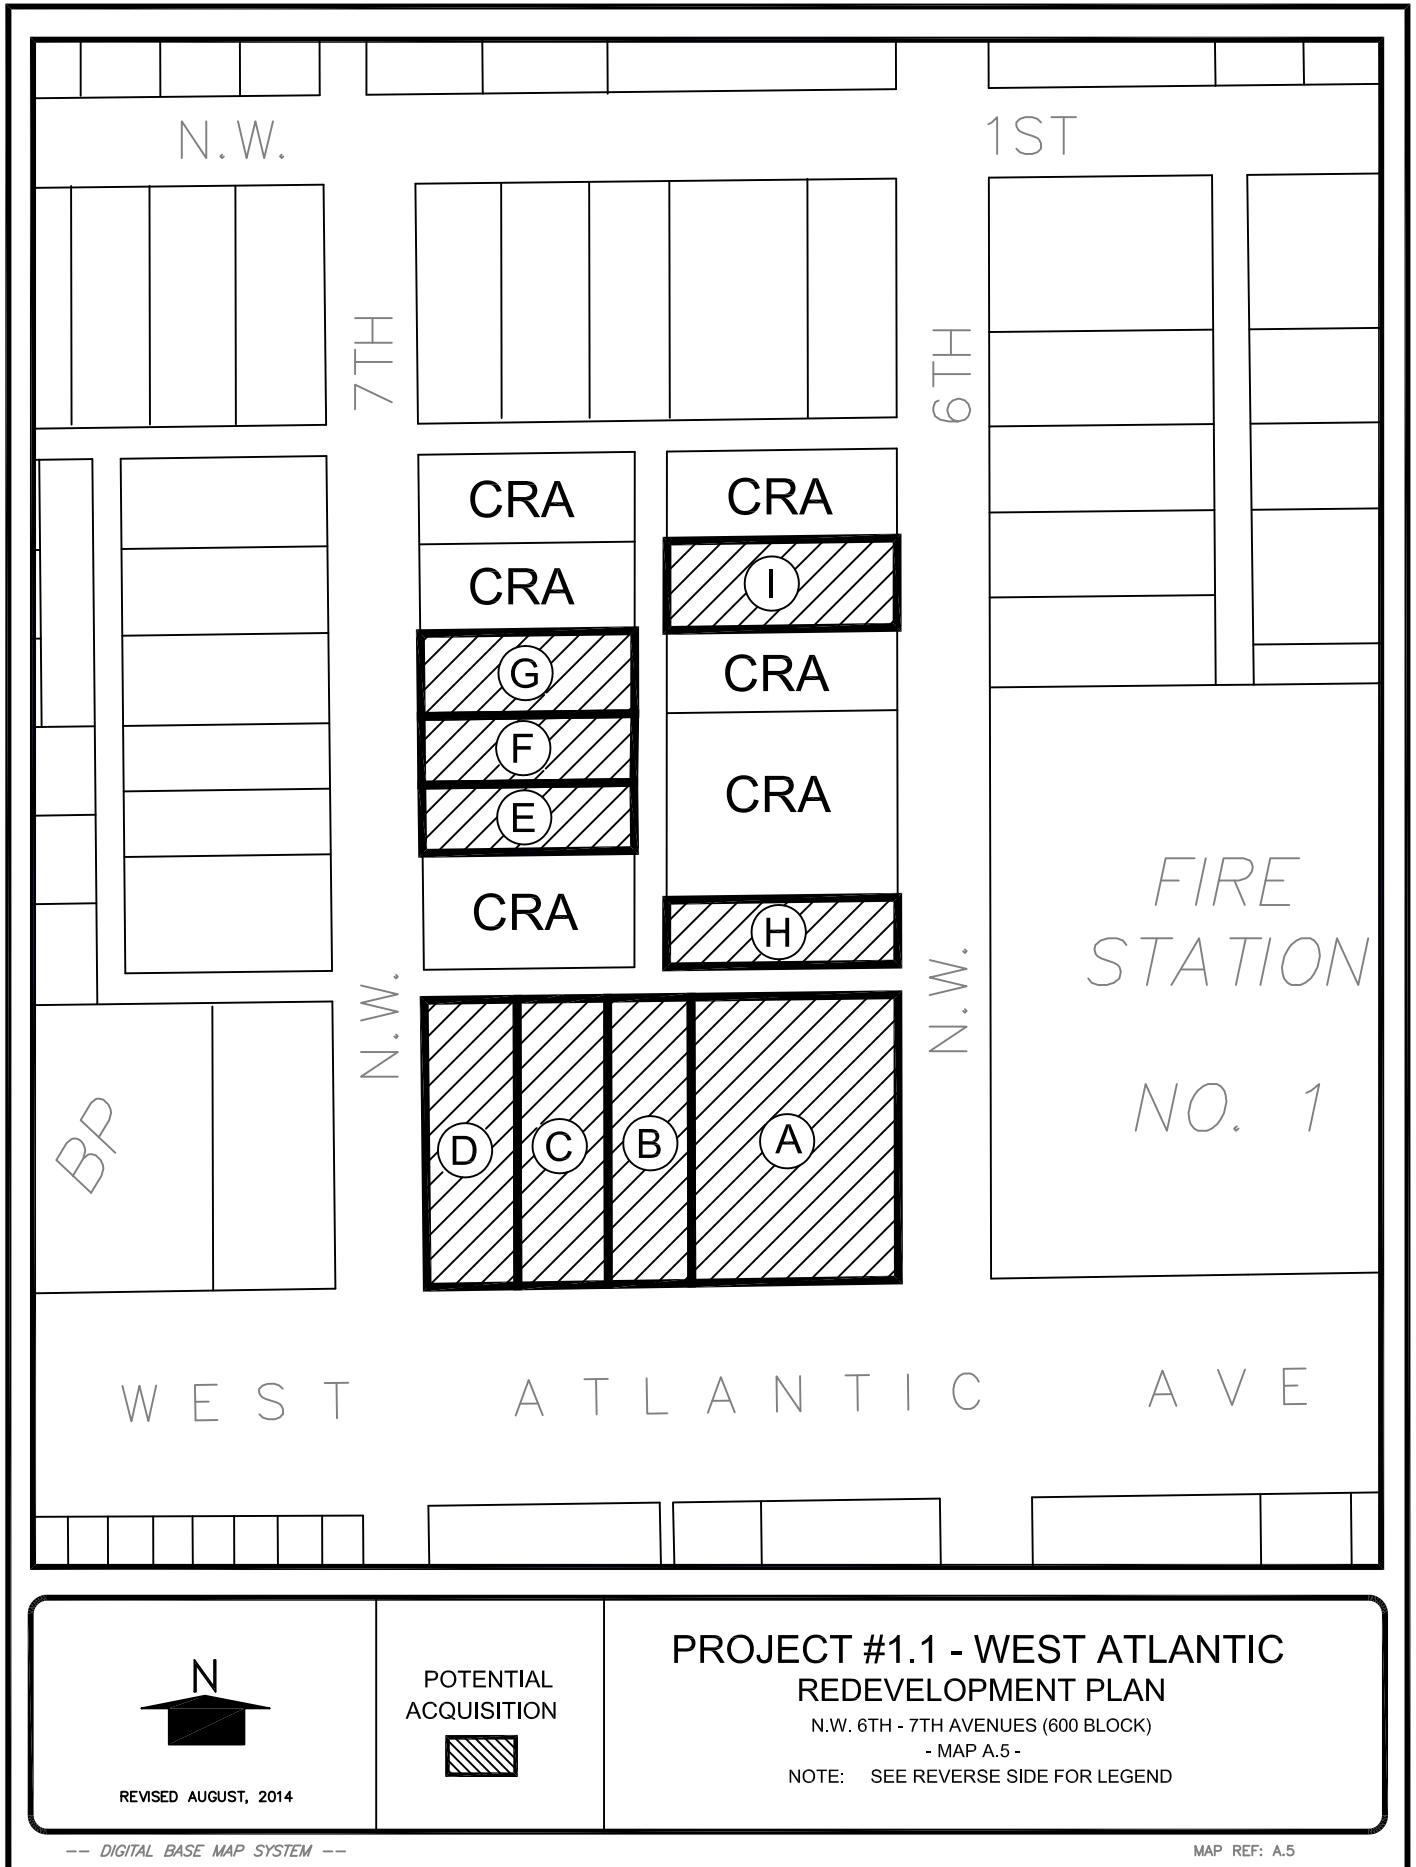 N.W. 1ST
7TH
6TH
CRA CRA
CRA I
G CRA
F
E CRA
CRA H
N.W. N.W.
FIRE
STATION
NO. 1
BP
D C B A
WEST ATLANTIC AVE
N
REVISED AUGUST, 2014
POTENTIAL
ACQUISITION
PROJECT #1.1 - WEST ATLANTIC
REDEVELOPMENT PLAN
N.W. 6TH - 7TH AVENUES (600 BLOCK)
- MAP A.5 -
NOTE: SEE REVERSE SIDE FOR LEGEND
-- DIGITAL BASE MAP SYSTEM --
MAP REF: A.5